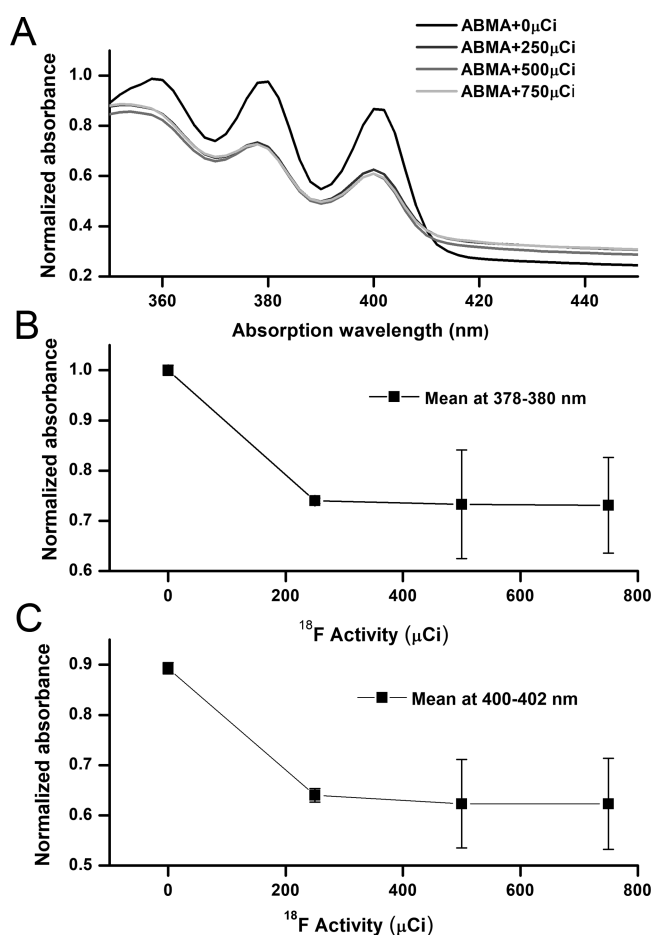 A
ABMA+0μCi
ABMA+250μCi
ABMA+500μCi
ABMA+750μCi
Normalized absorbance
1.0
0.8
0.6
0.4
0.2
360 380 400 420 440
Absorption wavelength (nm)
B
Mean at 378-380 nm
Normalized absorbance
1.0
0.9
0.8
0.7
0.6
0 200 400 600 800
¹⁸F Activity (μCi)
C
Mean at 400-402 nm
Normalized absorbance
0.9
0.8
0.7
0.6
0.5
0 200 400 600 800
¹⁸F Activity (μCi)